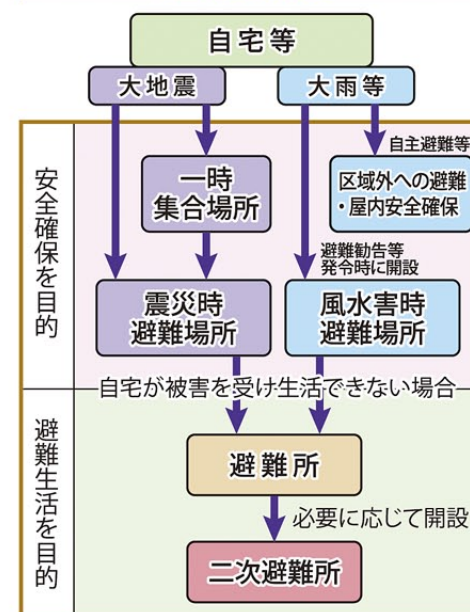 自宅等
大地震
大雨等
安全確保を目的
自主避難等
一時
集合場所
区域外への避難
・屋内安全確保
避難勧告等
発令時に開設
震災時
避難場所
風水害時
避難場所
自宅が被害を受け生活できない場合
避難生活を目的
避難所
必要に応じて開設
二次避難所